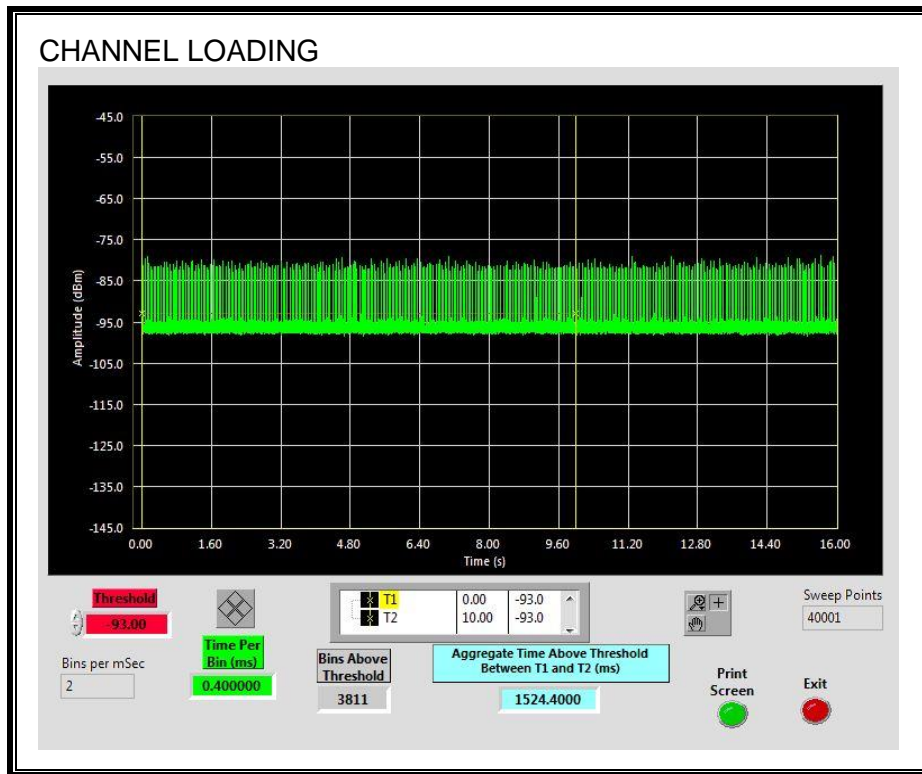 CHANNEL LOADING
-45.0
-55.0
-65.0
-75.0
-85.0
-95.0
-105.0
-115.0
-125.0
-135.0
-145.0
Amplitude (dBm)
0.00 1.60 3.20 4.80 6.40 8.00 9.60 11.20 12.80 14.40 16.00
Time (s)
Threshold
-93.00
Bins per mSec
2
Time Per
Bin (ms)
0.400000
T1 0.00 -93.0
T2 10.00 -93.0
Bins Above
Threshold
3811
Aggregate Time Above Threshold
Between T1 and T2 (ms)
1524.4000
Sweep Points
40001
Print
Screen
Exit